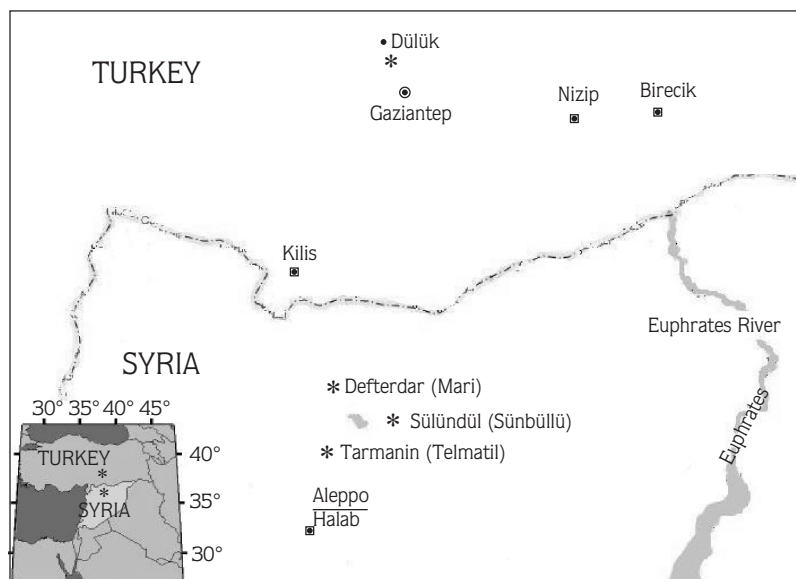 Dülük
TURKEY
Gaziantep
Nizip
Birecik
Kilis
Euphrates River
SYRIA
Defterdar (Mari)
Sülündül (Sünbüllü)
Tarmanin (Telmatil)
Euphrates
Aleppo
Halab
30° 35° 40° 45°
40°
TURKEY
35°
SYRIA
30°